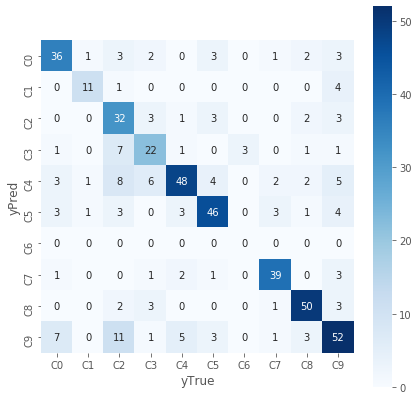 C0 36 1 3 2 0 3 0 1 2 3
C1 0 11 1 0 0 0 0 0 0 4
C2 0 0 32 3 1 3 0 0 2 3
C3 1 0 7 22 1 0 3 0 1 1
C4 3 1 8 6 48 4 0 2 2 5
C5 3 1 3 0 3 46 0 3 1 4
C6 0 0 0 0 0 0 0 0 0 0
C7 1 0 0 1 2 1 0 39 0 3
C8 0 0 2 3 0 0 0 1 50 3
C9 7 0 11 1 5 3 0 1 3 52
C0 C1 C2 C3 C4 C5 C6 C7 C8 C9
yTrue
yPred
50
40
30
20
10
0